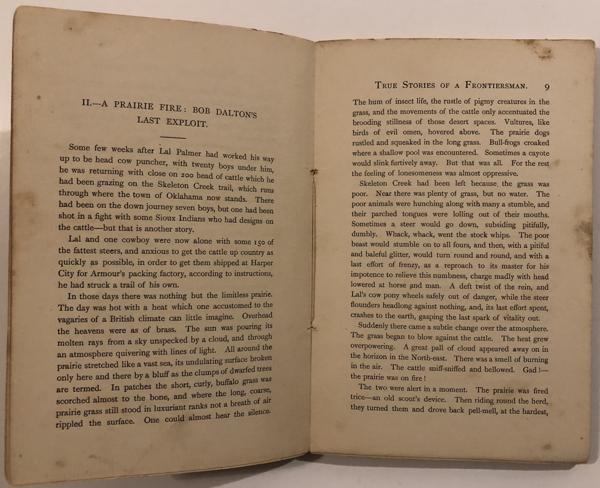 II.—A PRAIRIE FIRE: BOB DALTON'S
LAST EXPLOIT.
Some few weeks after Lal Palmer had worked his way
up to be head cow puncher, with twenty boys under him,
he was returning with close on 200 head of cattle which he
had been grazing on the Skeleton Creek trail, which runs
through where the town of Oklahoma now stands. There
had been on the down journey seven boys, but one had been
shot in a fight with some Sioux Indians who had designs on
the cattle—but that is another story.
Lal and one cowboy were now alone with some 150 of
the fattest steers, and anxious to get the cattle up country as
quickly as possible, in order to get them shipped at Harper
City for Armour's packing factory, according to instructions,
he had struck a trail of his own.
In those days there was nothing but the limitless prairie.
The day was hot with a heat which one accustomed to the
vagaries of a British climate can little imagine. Overhead
the heavens were as of brass. The sun was pouring its
molten rays from a sky unspecked by a cloud, and through
an atmosphere quivering with lines of light. All around the
prairie stretched like a vast sea, its undulating surface broken
only here and there by a bluff as the clumps of dwarfed trees
are termed. In patches the short, curly, buffalo grass was
scorched almost to the bone, and where the long, coarse,
prairie grass still stood in luxuriant ranks not a breath of air
rippled the surface. One could almost hear the silence.
TRUE STORIES OF A FRONTIERSMAN. 9
The hum of insect life, the rustle of pigmy creatures in the
grass, and the movements of the cattle only accentuated the
brooding stillness of those desert spaces. Vultures, like
birds of evil omen, hovered above. The prairie dogs
rustled and squeaked in the long grass. Bull-frogs croaked
where a shallow pool was encountered. Sometimes a cayote
would slink furtively away. But that was all. For the rest
the feeling of lonesomeness was almost oppressive.
Skeleton Creek had been left because, the grass was
poor. Near there was plenty of grass, but no water. The
poor animals were hunching along with many a stumble, and
their parched tongues were lolling out of their mouths.
Sometimes a steer would go down, subsiding pitifully,
dumbly. Whack, whack, went the stock whips. The poor
beast would stumble on to all fours, and then, with a pitiful
and baleful glitter, would turn round and round, and with a
last effort of frenzy, as a reproach to its master for his
impotence to relieve this numbness, charge madly with head
lowered at horse and man. A deft twist of the rein, and
Lal's cow pony wheels safely out of danger, while the steer
flounders headlong against nothing, and, its last effort spent,
crashes to the earth, gasping the last spark of vitality out.
Suddenly there came a subtle change over the atmosphere.
The grass began to blow against the cattle. The heat grew
overpowering. A great pall of cloud appeared away on in
the horizon in the North-east. There was a smell of burning
in the air. The cattle sniff-sniffed and bellowed. Gad!—
the prairie was on fire!
The two were alert in a moment. The prairie was fired
trice—an old scout's device. Then riding round the herd,
they turned them and drove back pell-mell, at the hardest,